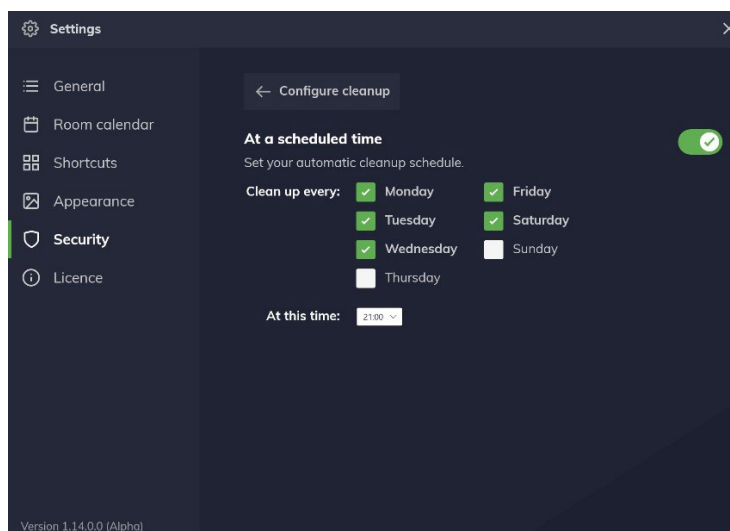 Settings
General
Room calendar
Shortcuts
Appearance
Security
Licence
Configure cleanup
At a scheduled time
Set your automatic cleanup schedule.
Clean up every:
Monday
Friday
Tuesday
Saturday
Wednesday
Sunday
Thursday
At this time:
21:00
Version 1.14.0.0 (Alpha)